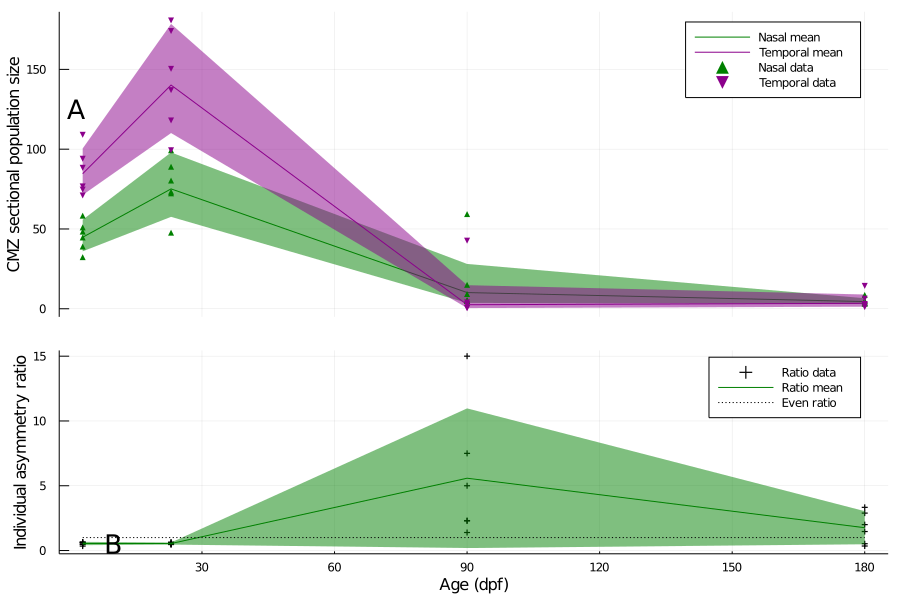 CMZ sectional population size
150
100
50
0
A
Nasal mean
Temporal mean
Nasal data
Temporal data
Individual asymmetry ratio
15
10
5
0
B
Ratio data
Ratio mean
Even ratio
30 60 90 120 150 180
Age (dpf)